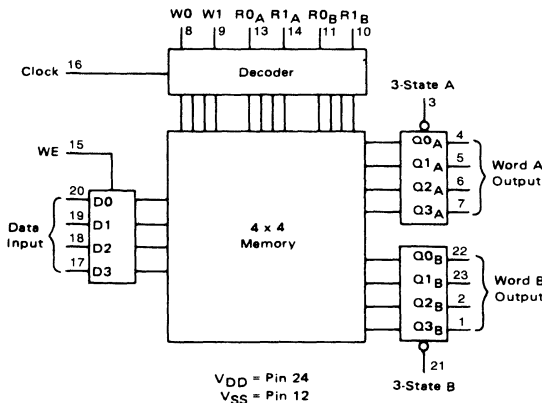 W0 W1 R0A R1A R0B R1B
8 9 13 14 11 10
Clock 16
Decoder
3-State A
3
WE 15
20 D0
19 D1
18 D2
17 D3
Data
Input
4 x 4
Memory
Q0A 4
Q1A 5
Q2A 6
Q3A 7
Word A
Output
Q0B 22
Q1B 23
Q2B 2
Q3B 1
Word B
Output
21
3-State B
VDD = Pin 24
VSS = Pin 12